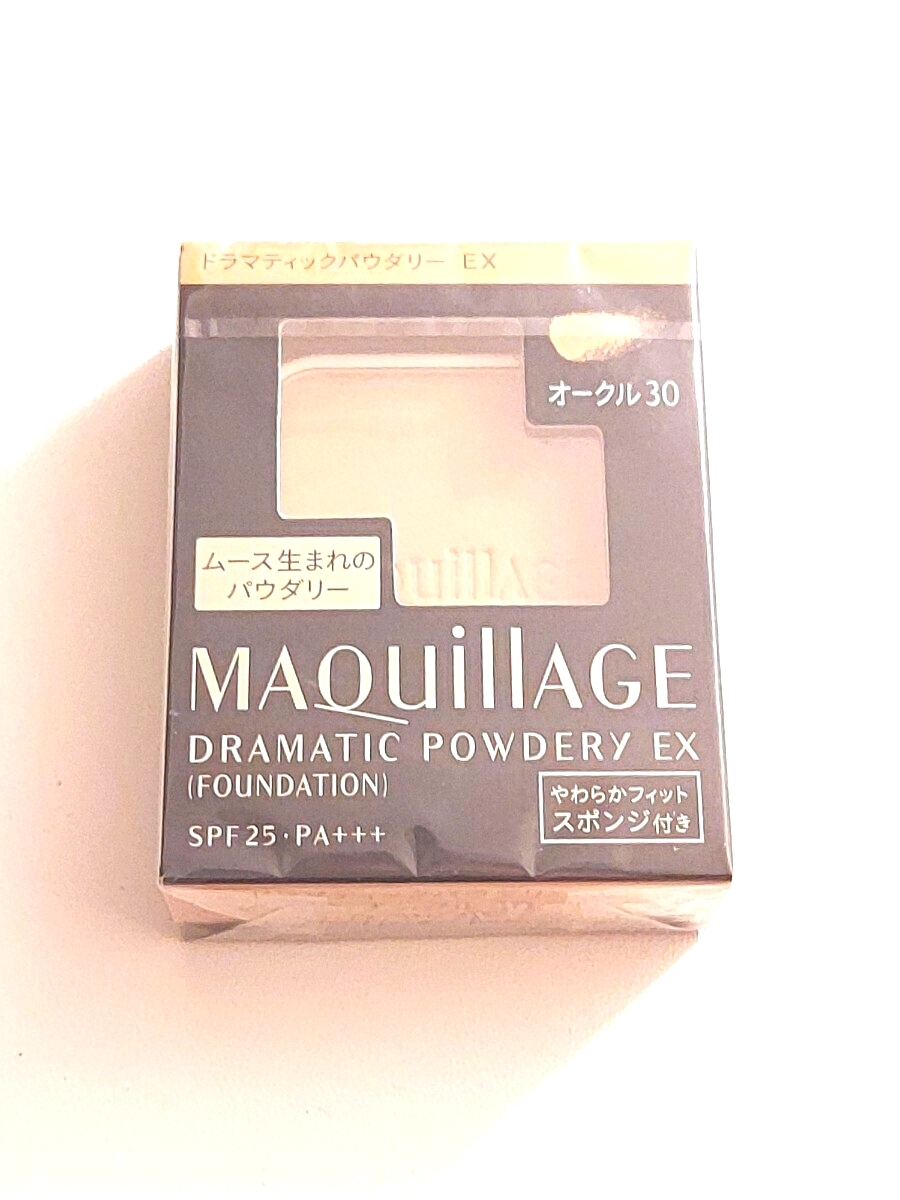 ドラマティックパウダリー EX
オークル30
ムース生まれの
パウダリー
MAQuillAGE
DRAMATIC POWDERY EX
(FOUNDATION)
やわらかフィット
スポンジ付き
SPF25・PA+++